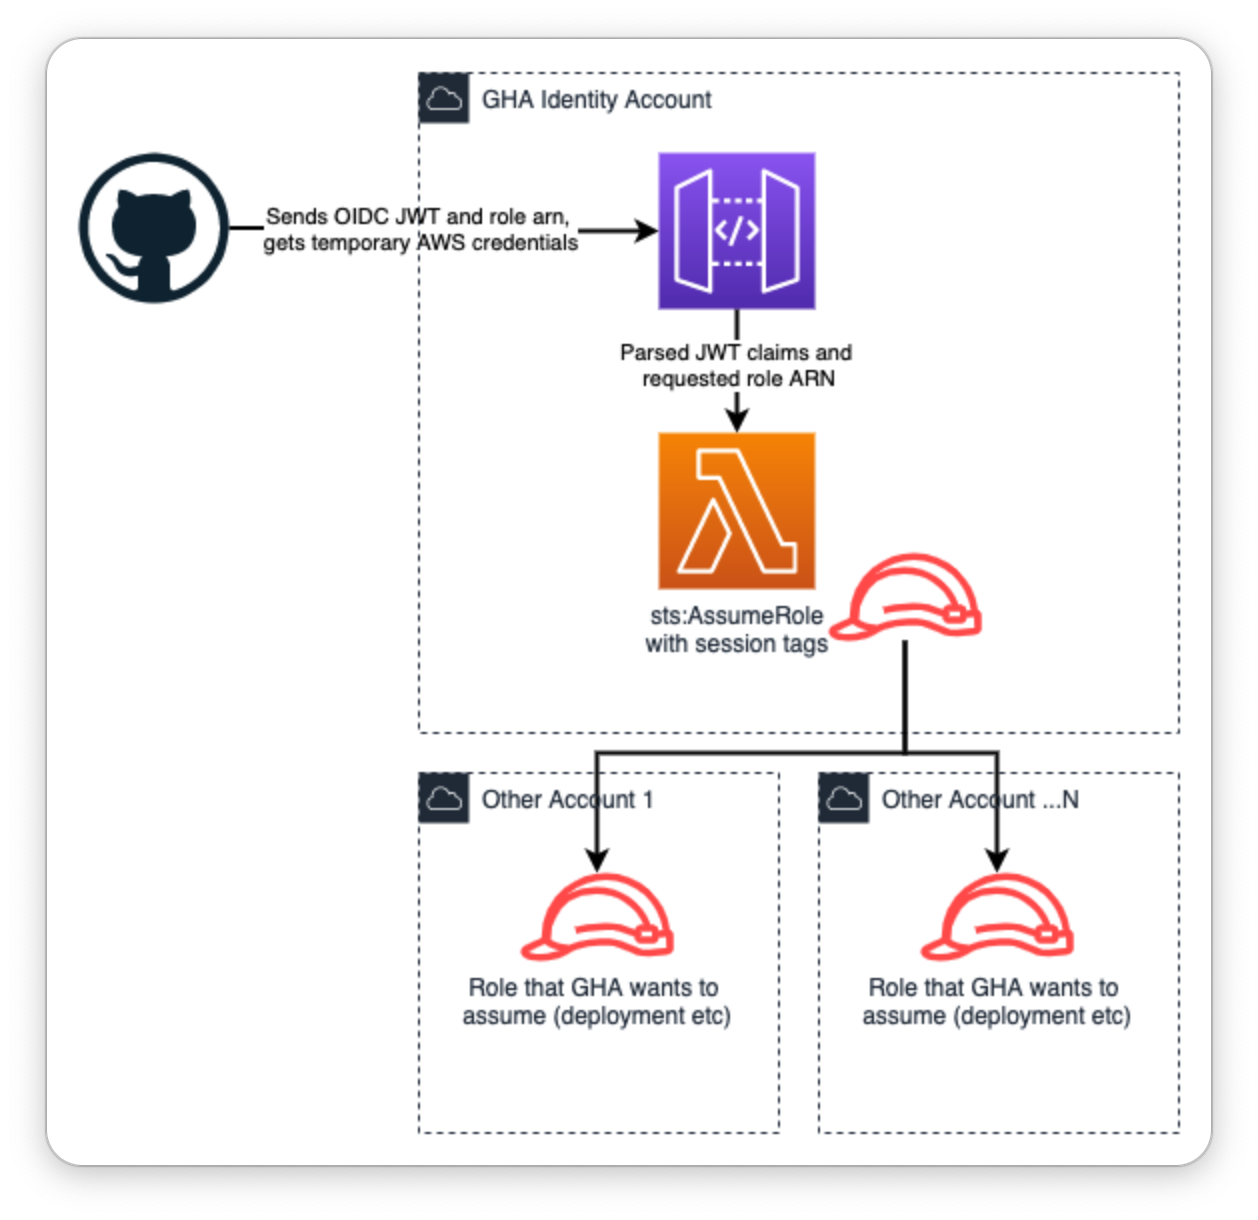 GHA Identity Account
Sends OIDC JWT and role arn,
gets temporary AWS credentials
</>
Parsed JWT claims and
requested role ARN
sts:AssumeRole
with session tags
Other Account 1
Other Account ...N
Role that GHA wants to
assume (deployment etc)
Role that GHA wants to
assume (deployment etc)